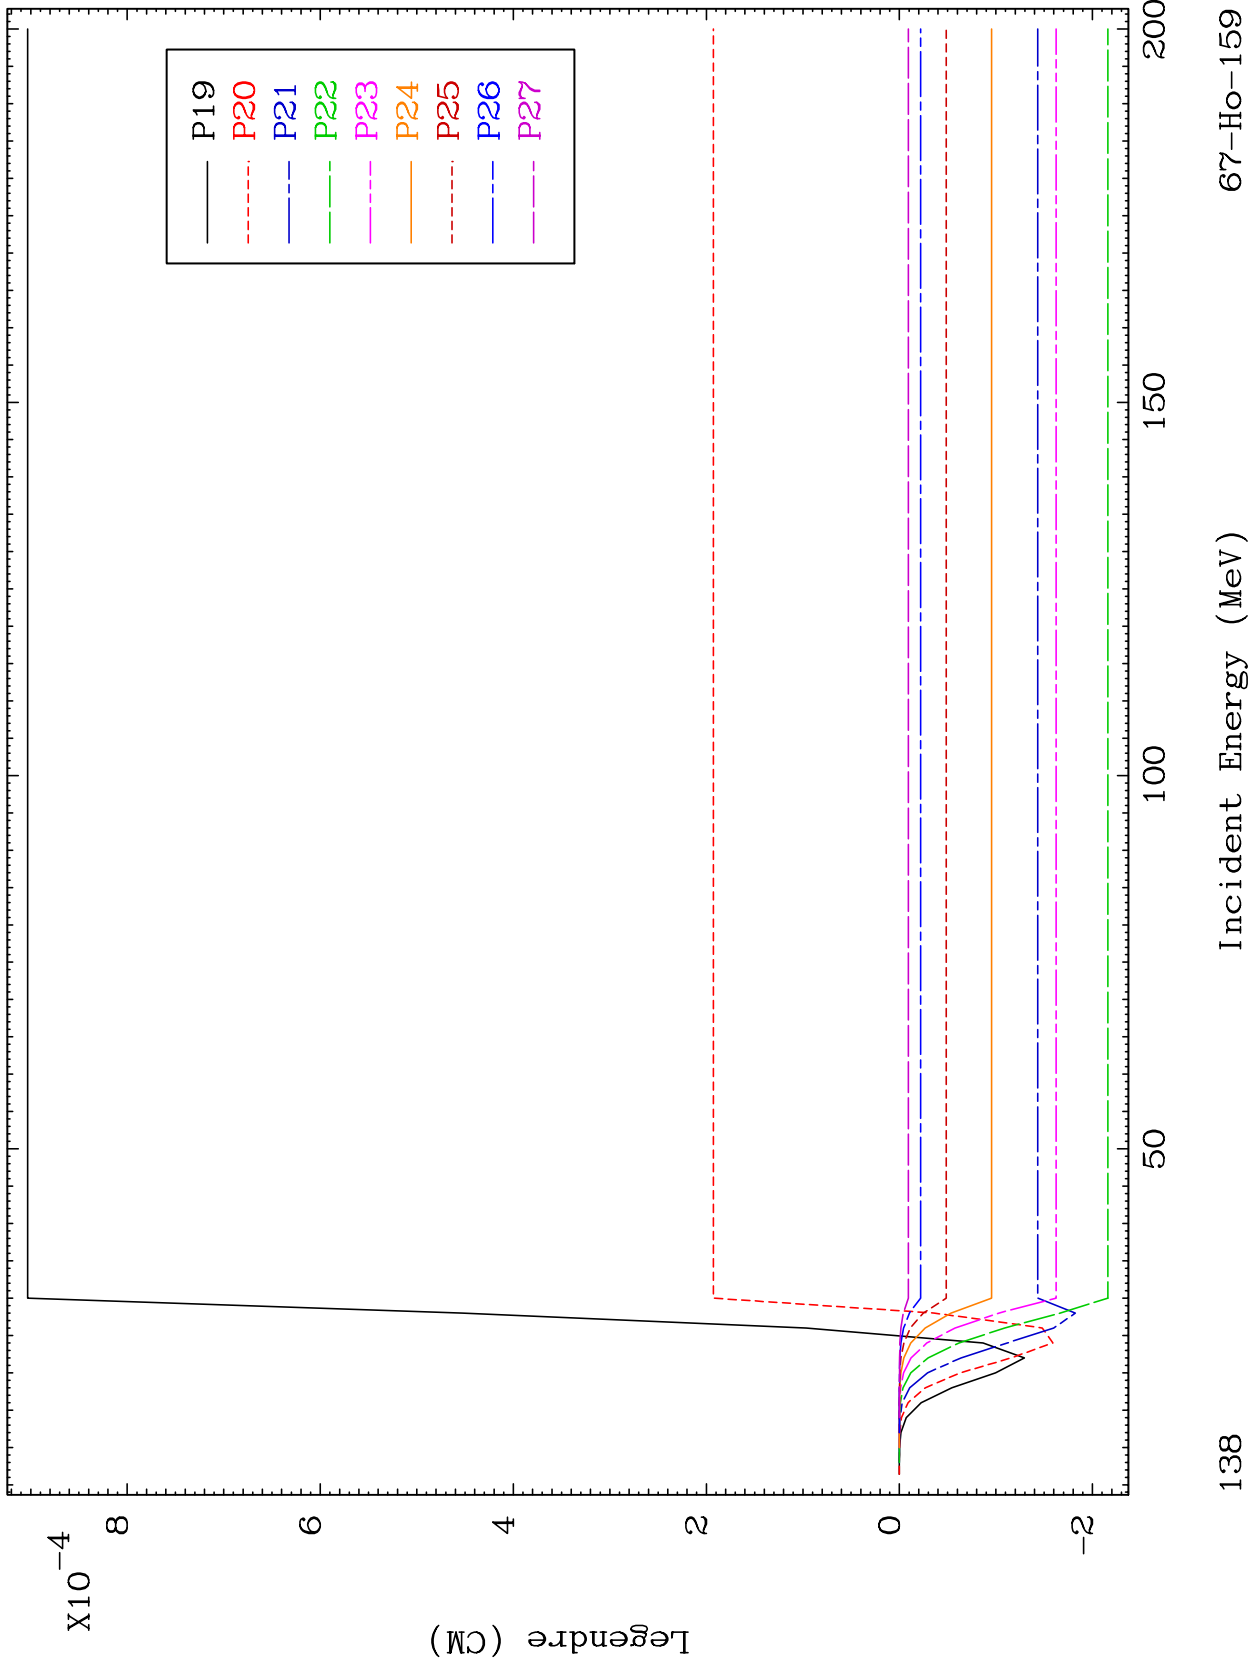 X10-4
8
6
4
2
0
-2
Legendre (CM)
P19
P20
P21
P22
P23
P24
P25
P26
P27
50
100
150
200
138
Incident Energy (MeV)
67-Ho-159